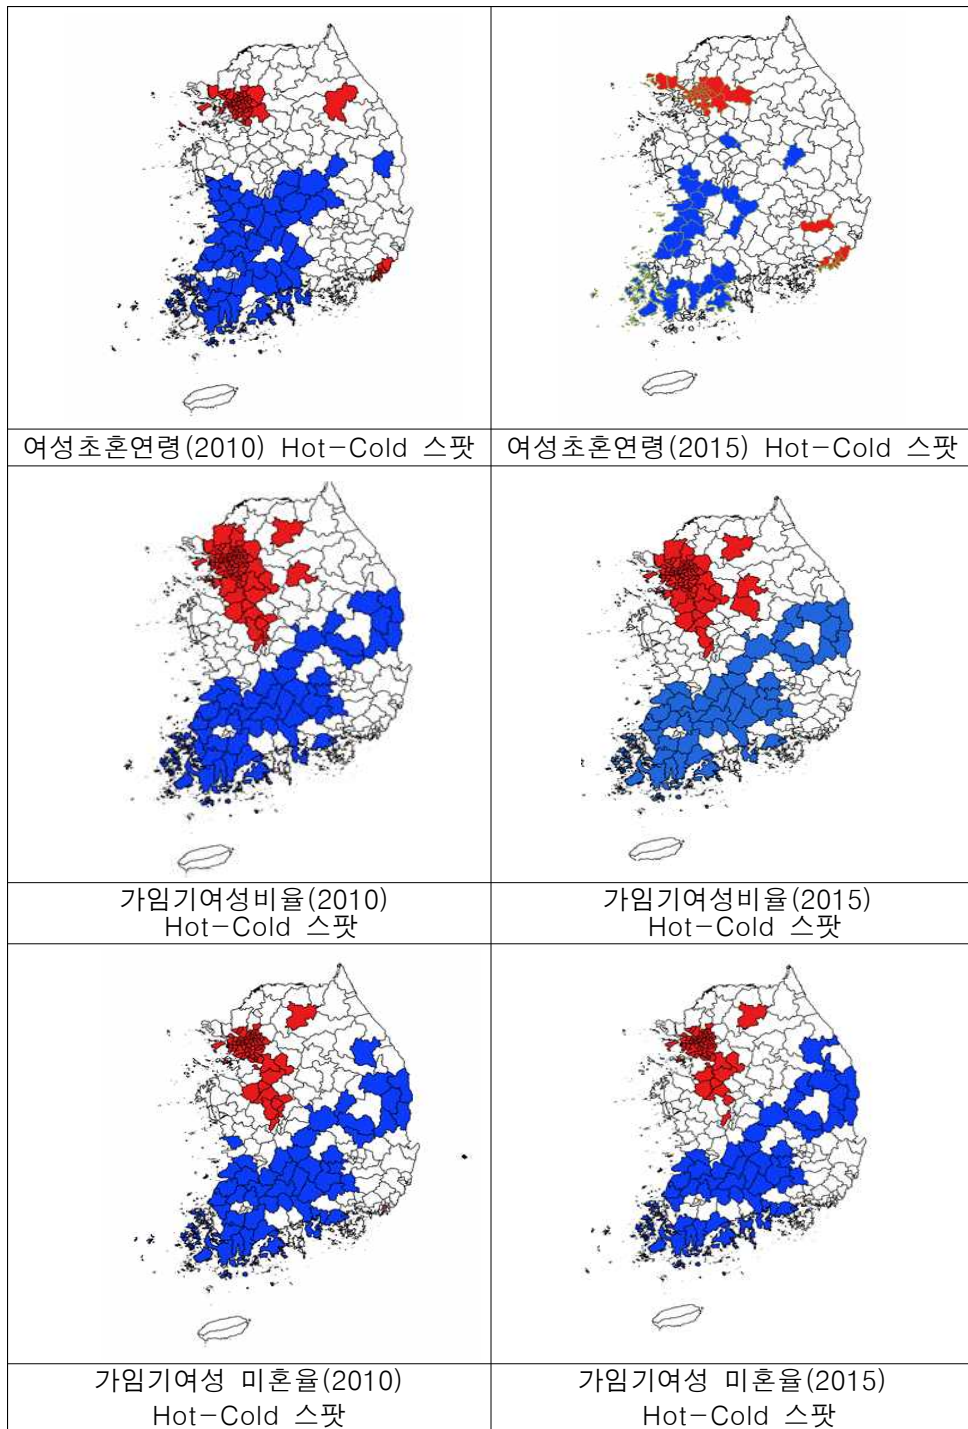 여성초혼연령(2010) Hot-Cold 스팟
여성초혼연령(2015) Hot-Cold 스팟
가임기여성비율(2010)
Hot-Cold 스팟
가임기여성비율(2015)
Hot-Cold 스팟
가임기여성 미혼율(2010)
Hot-Cold 스팟
가임기여성 미혼율(2015)
Hot-Cold 스팟